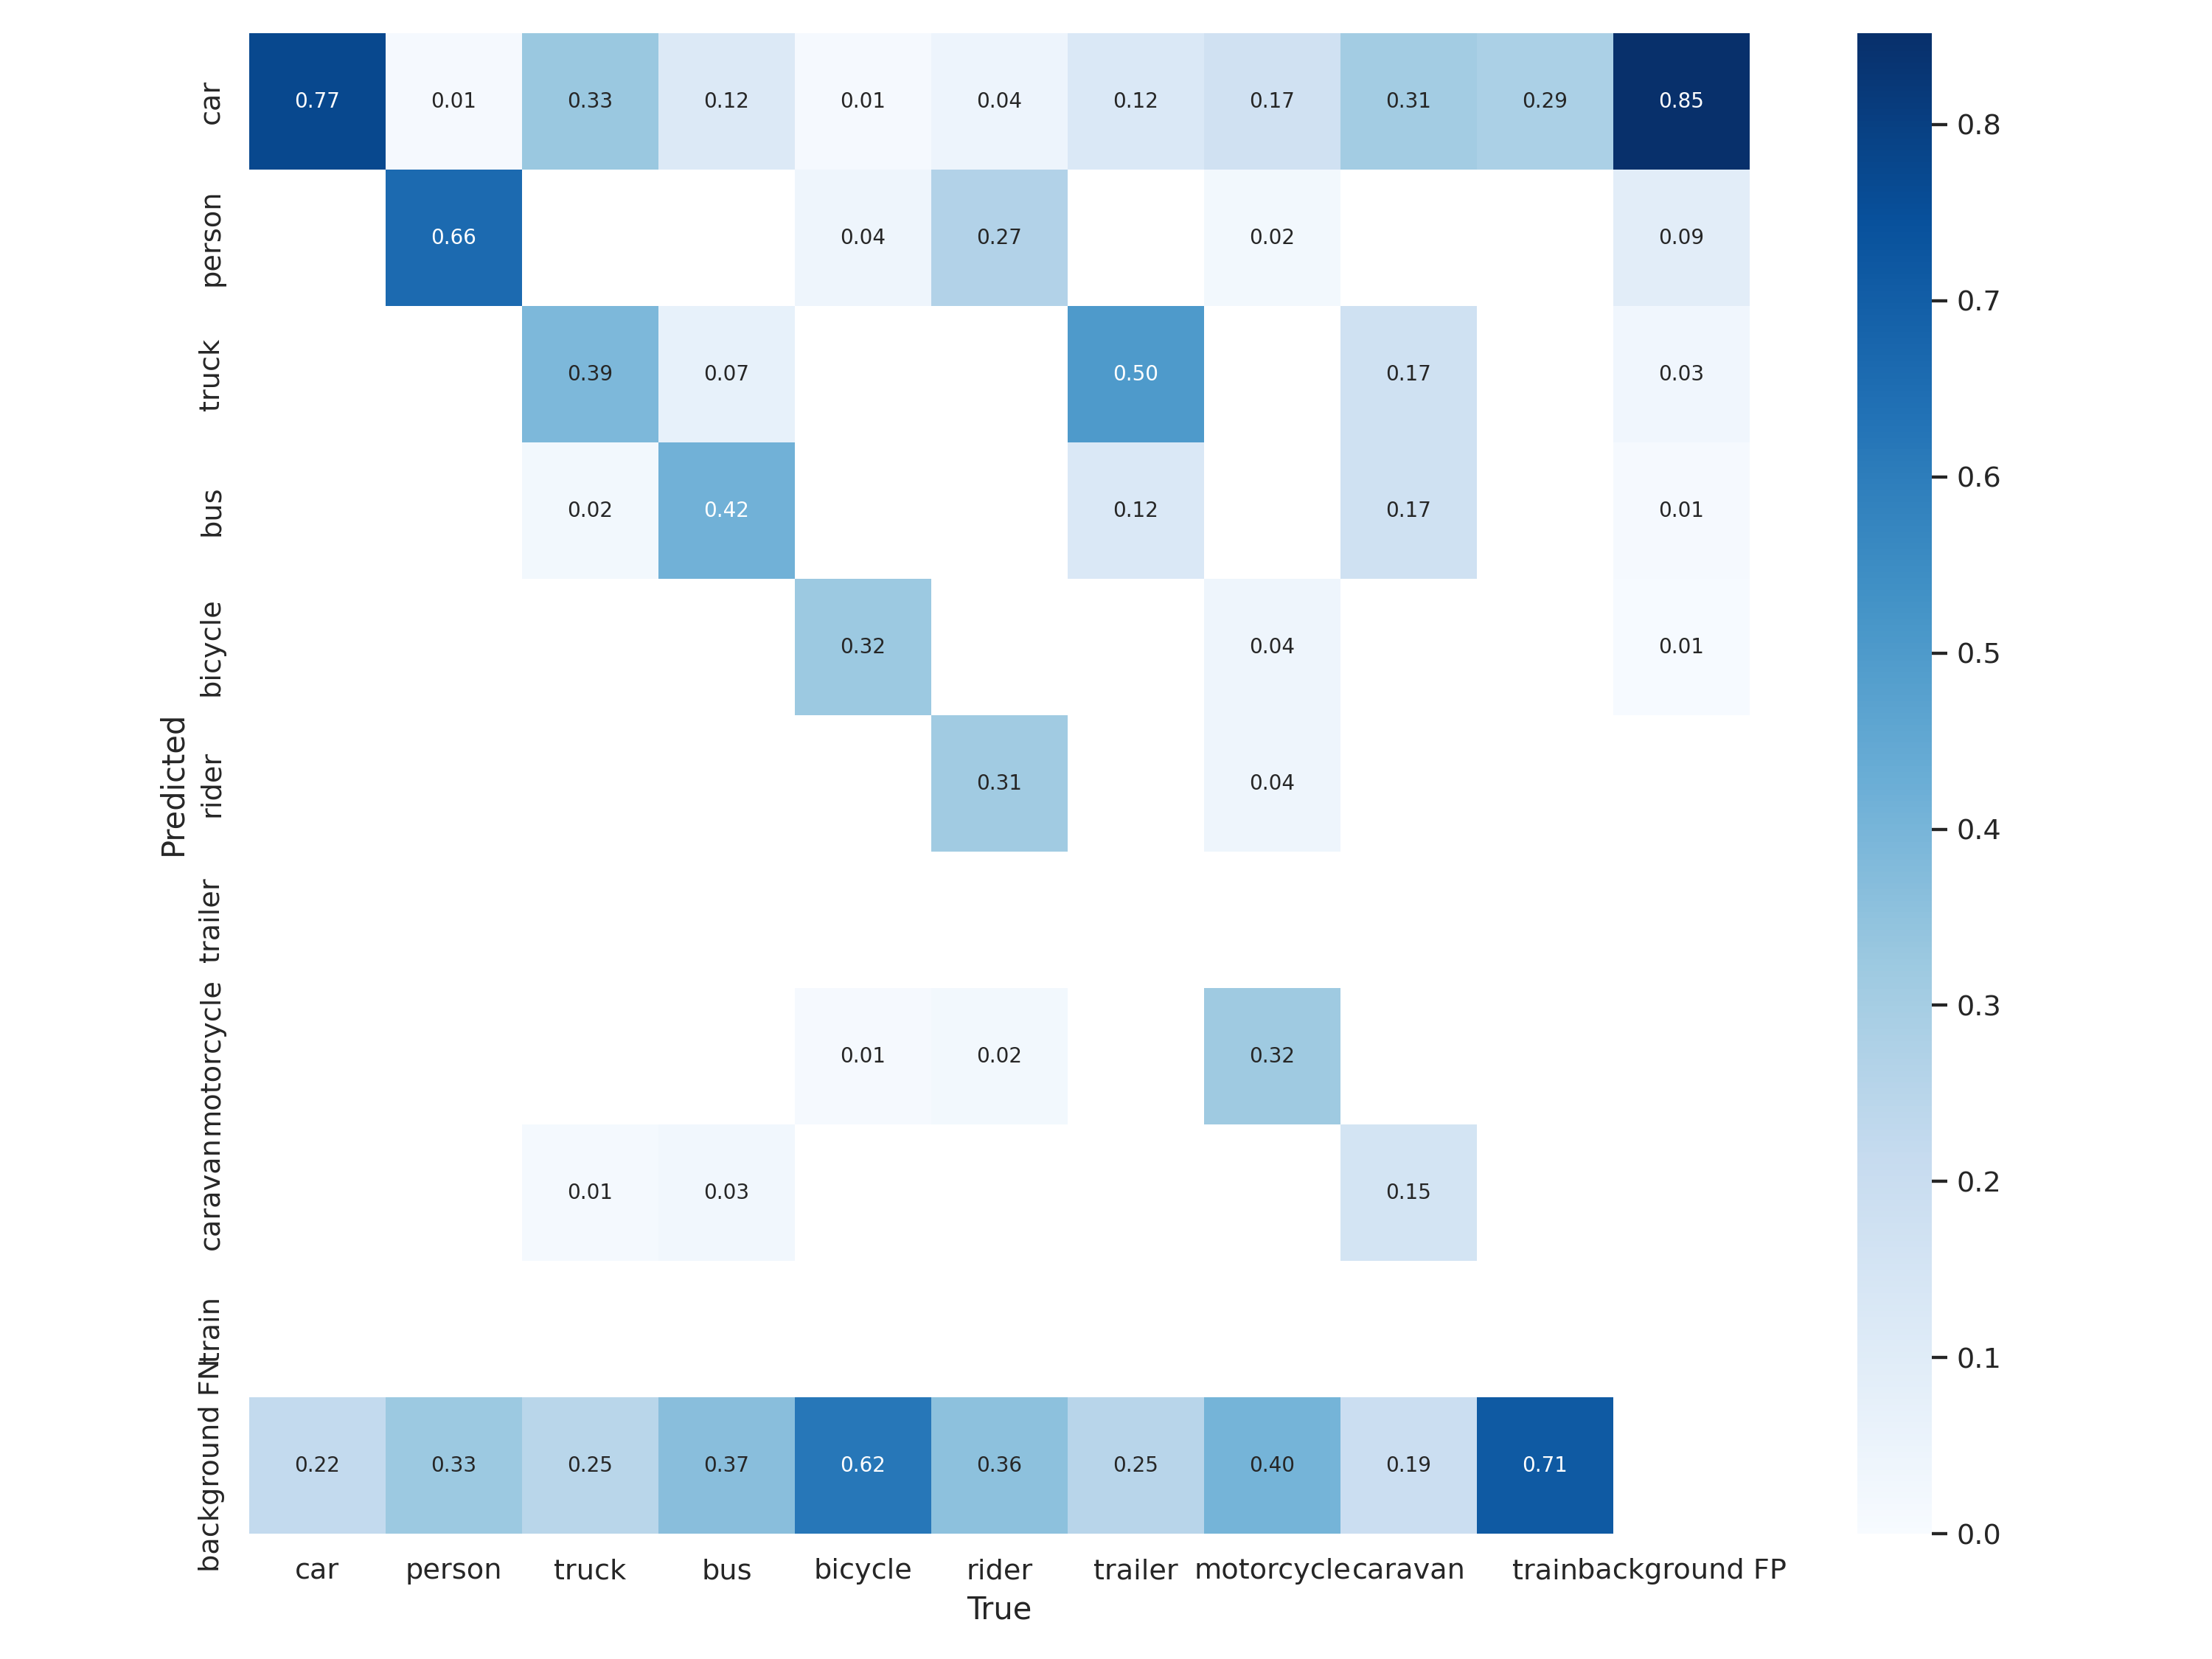 car 0.77 0.01 0.33 0.12 0.01 0.04 0.12 0.17 0.31 0.29 0.85
person 0.66 0.04 0.27 0.02 0.09
truck 0.39 0.07 0.50 0.17 0.03
bus 0.02 0.42 0.12 0.17 0.01
bicycle 0.32 0.04 0.01
rider 0.31 0.04
trailer
motorcycle 0.01 0.02 0.32
caravan 0.01 0.03 0.15
train
background FN 0.22 0.33 0.25 0.37 0.62 0.36 0.25 0.40 0.19 0.71
Predicted
car person truck bus bicycle rider trailer motorcycle caravan train background FP
True
0.8
0.7
0.6
0.5
0.4
0.3
0.2
0.1
0.0